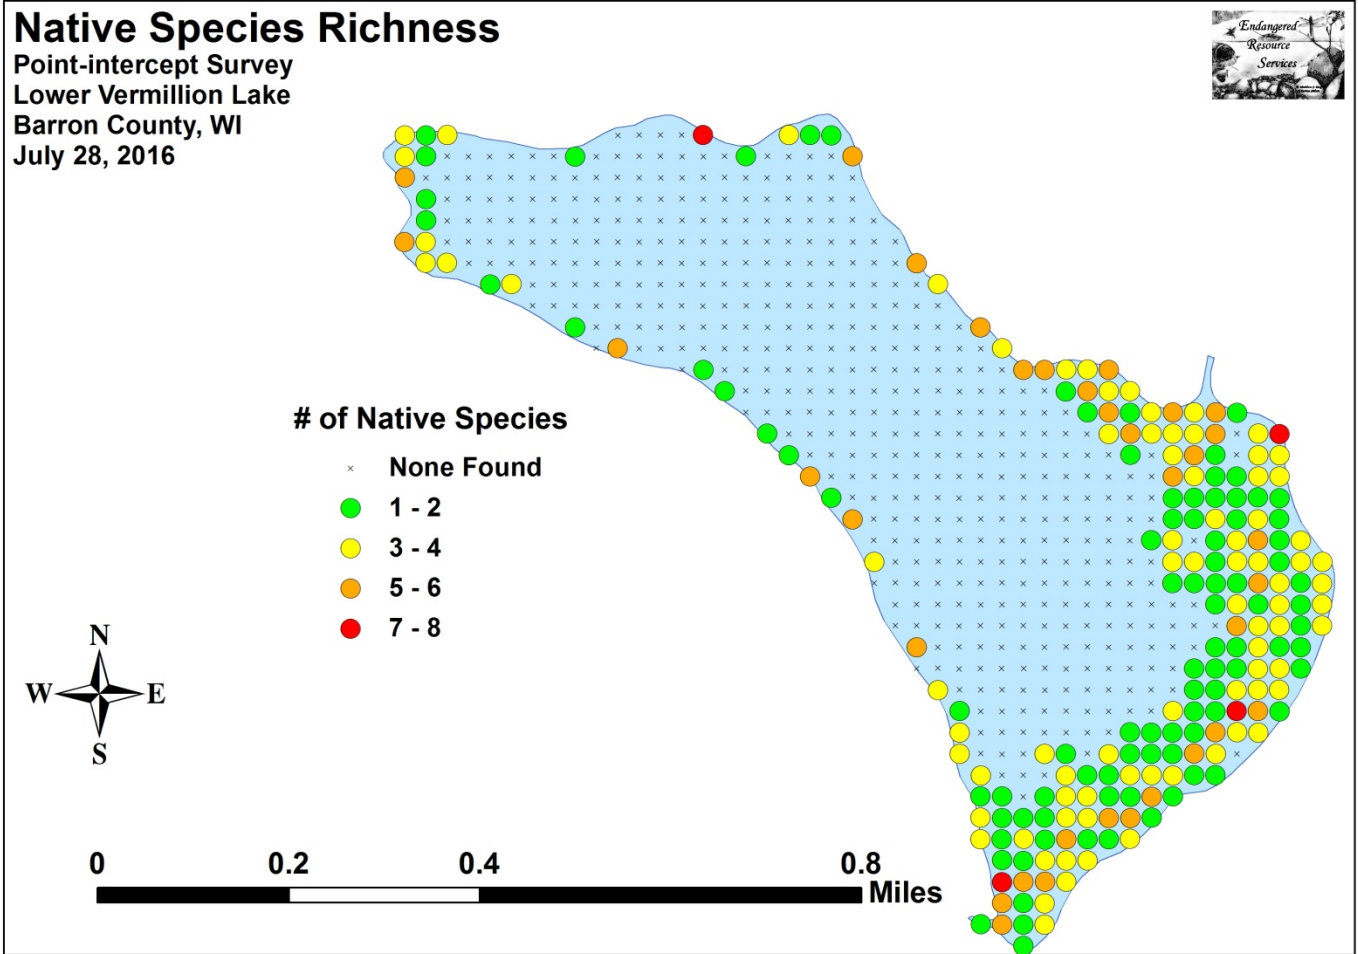 Native Species Richness
Point-intercept Survey
Lower Vermillion Lake
Barron County, WI
July 28, 2016
Endangered
Resource
Services
# of Native Species
None Found
1 - 2
3 - 4
5 - 6
7 - 8
N
W E
S
0 0.2 0.4 0.8
Miles